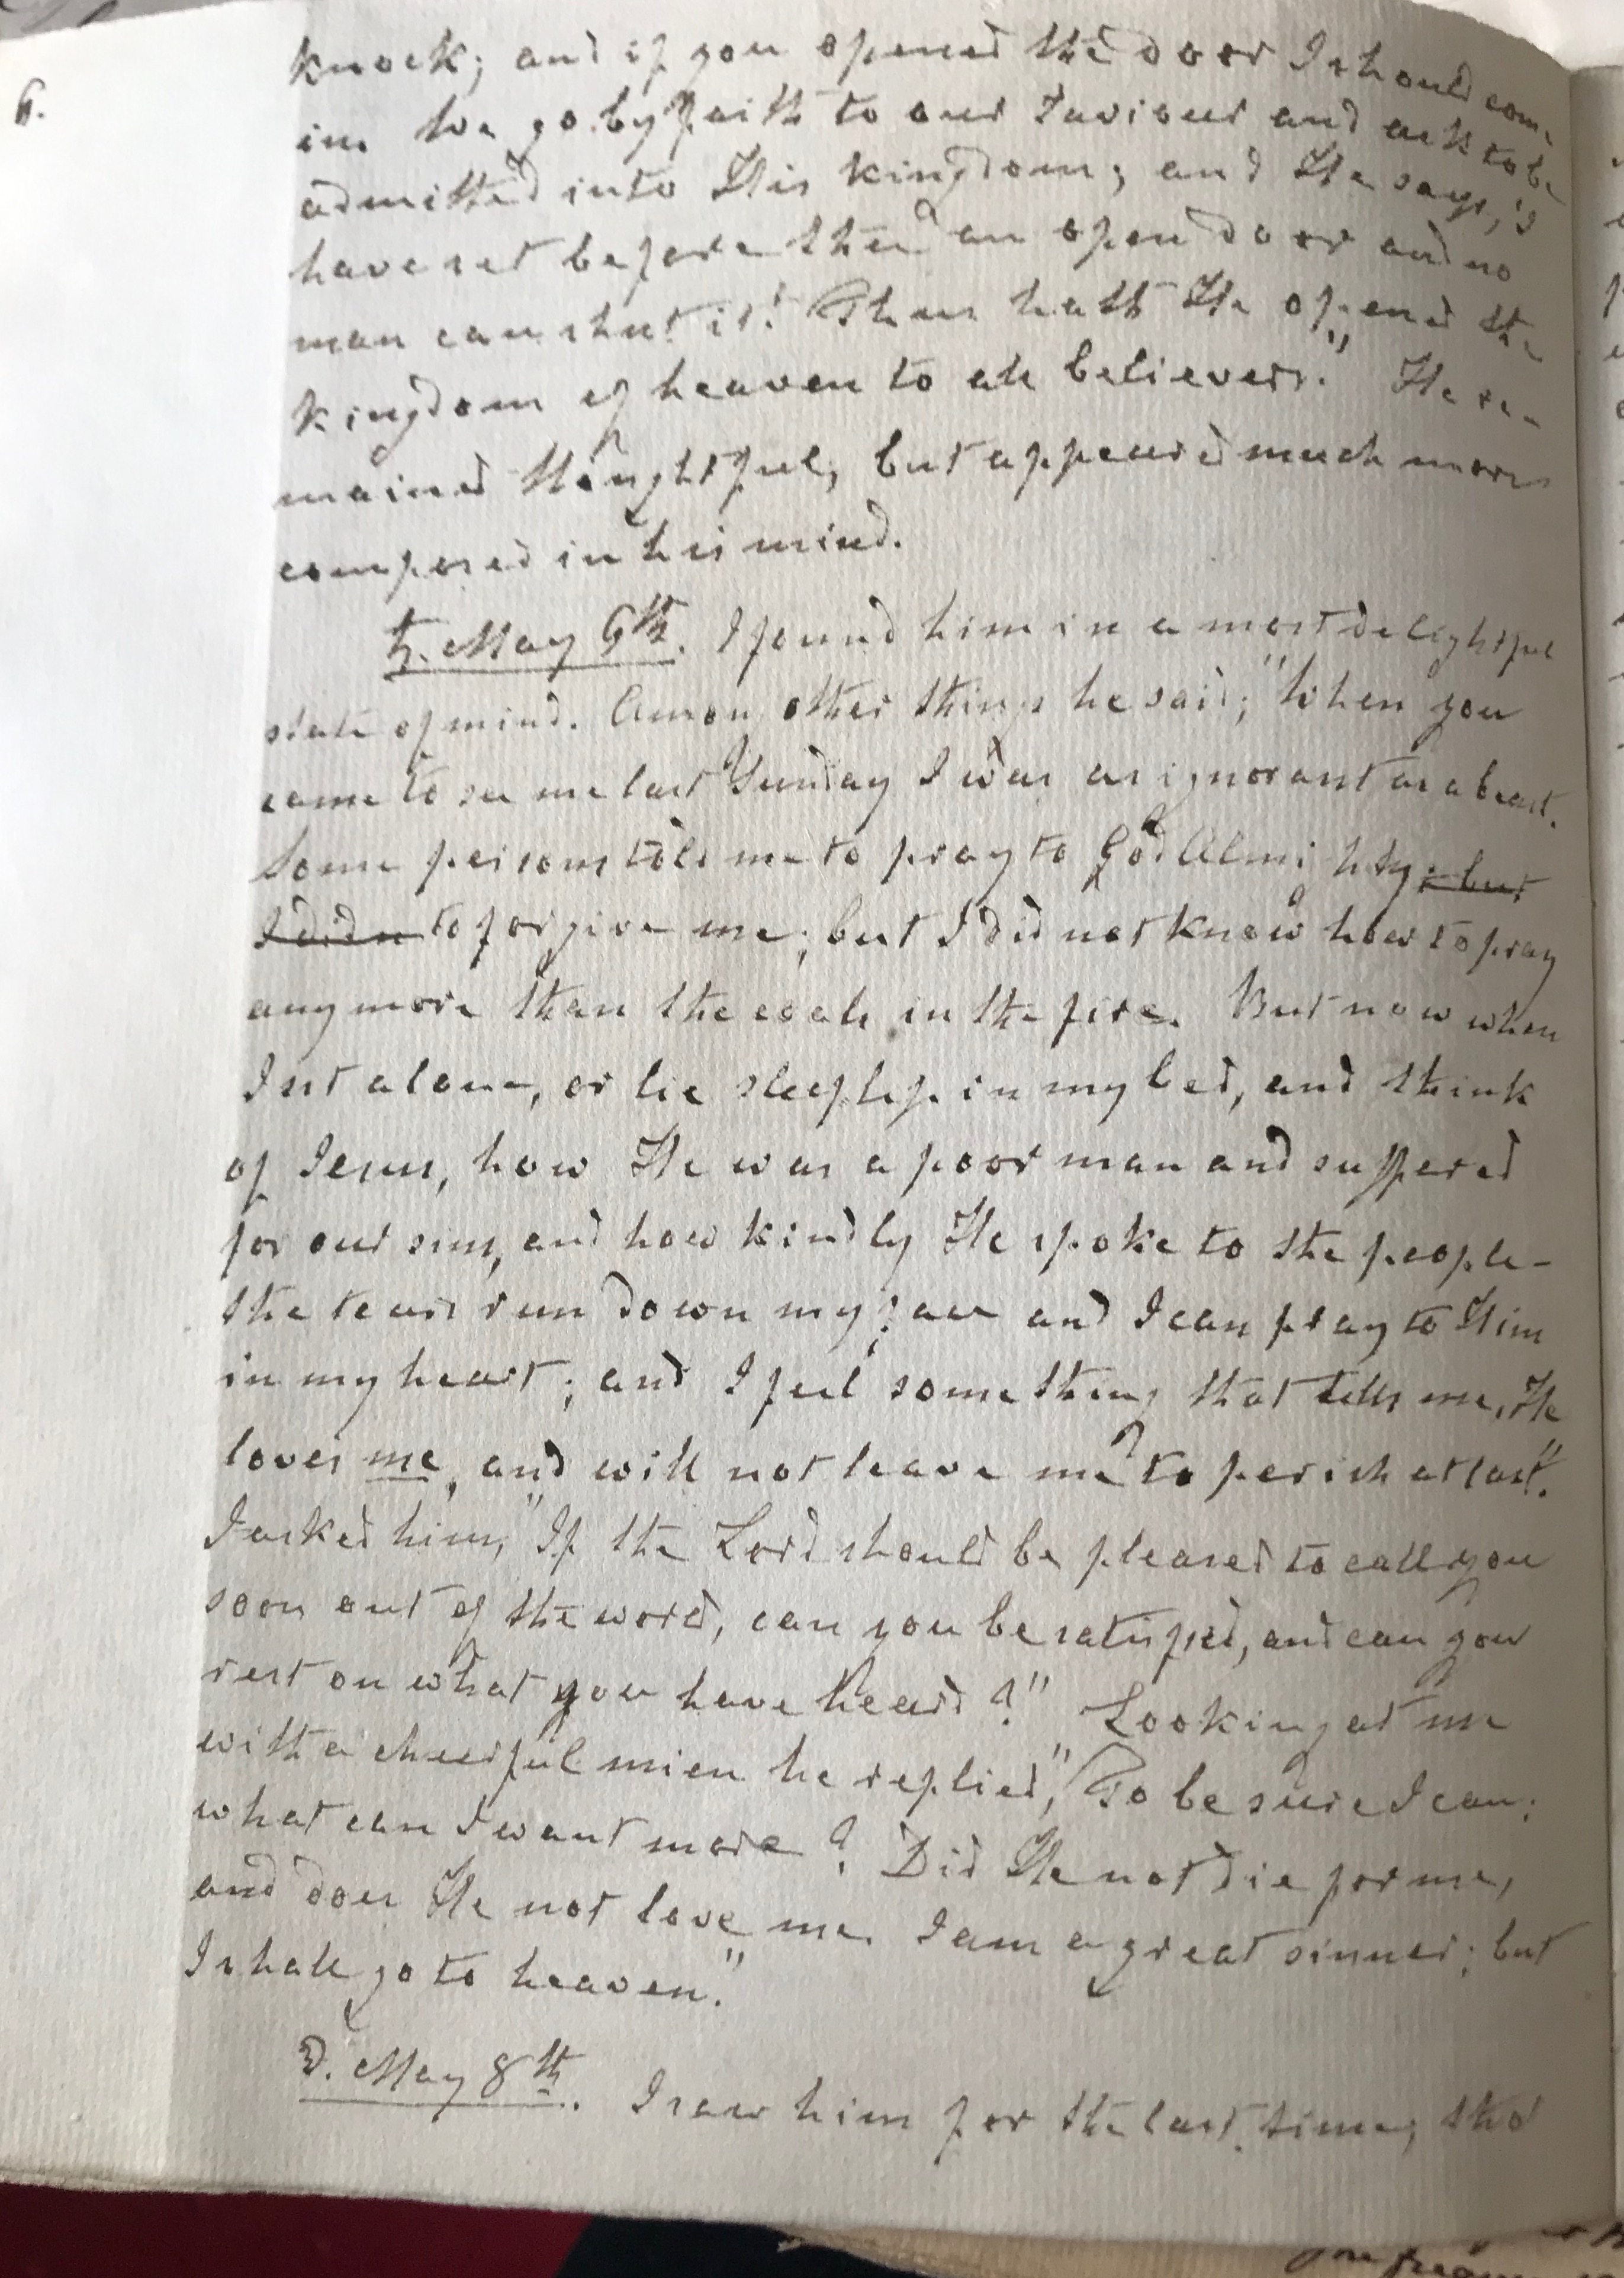 6.
knock; and if you opened the door I should come
in. We go by faith to our Saviour and ask to be
admitted into His kingdom; and He says, 'I
have set before thee an open door and no
man can shut it.' Thus hath He opened the
kingdom of heaven to all believers." He re-
mained thoughtful, but appeared much more
composed in his mind.
♄. May 6th. I found him in a most delightful
state of mind. Among other things he said; "When you
came to see me last Sunday I was as ignorant as a beast.
Some persons told me to pray to God Almighty; but
I didn to forgive me; but I did not know how to pray
any more than the coals in the fire. But now when
I sit alone, or lie sleepless in my bed, and think
of Jesus, how He was a poor man and suffered
for our sins, and how kindly He spoke to the people-
the tears run down my face and I can pray to Him
in my heart; and I feel something that tells me, He
loves me, and will not leave me to perish at last."
I asked him, "If the Lord should be pleased to call you
soon out of the world, can you be satisfied, and can you
rest on what you have heard?" Looking at me
with a cheerful mien he replied, "To be sure I can;
what can I want more? Did He not die for me,
and does He not love me. I am a great sinner; but
I shall go to heaven."
☽. May 8th. I saw him for the last time; tho'